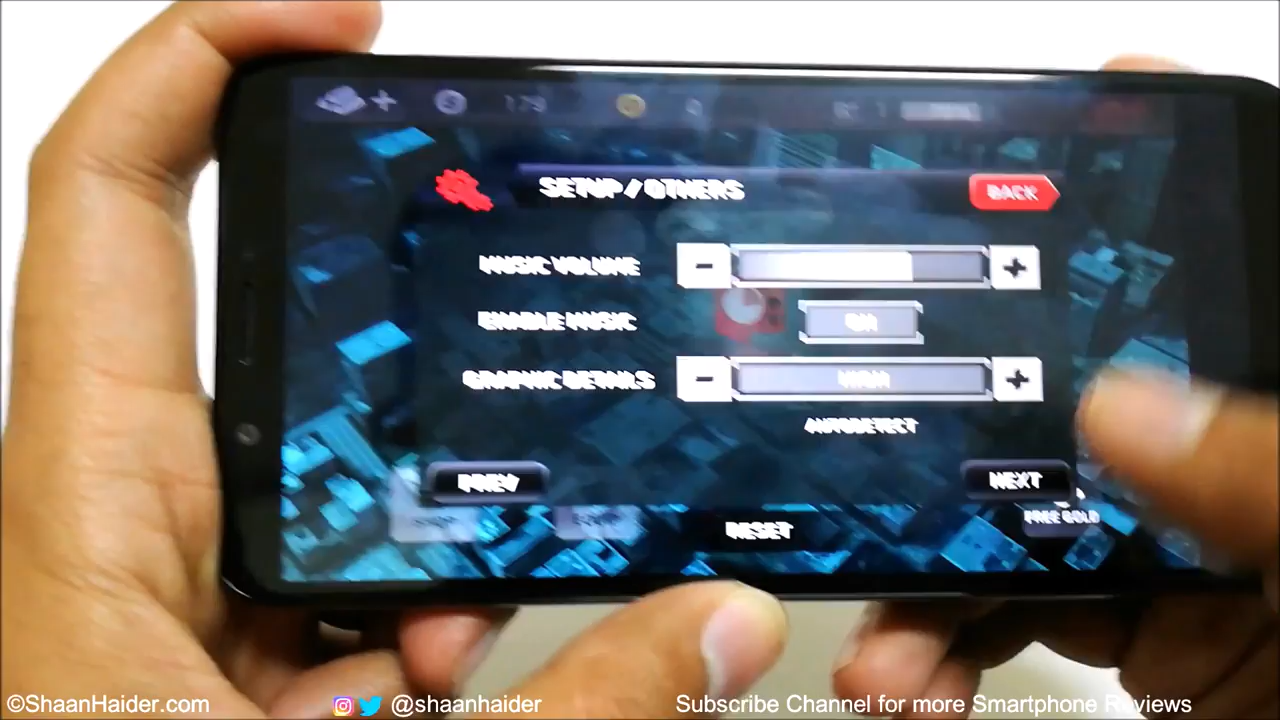 179
SETUP / OTHERS
BACK
MUSIC VOLUME
- +
ENABLE MUSIC
ON
GRAPHIC DETAILS
- HIGH +
AUTODETECT
PREV
NEXT
FREE GOLD
RESET
©ShaanHaider.com
@shaanhaider
Subscribe Channel for more Smartphone Reviews